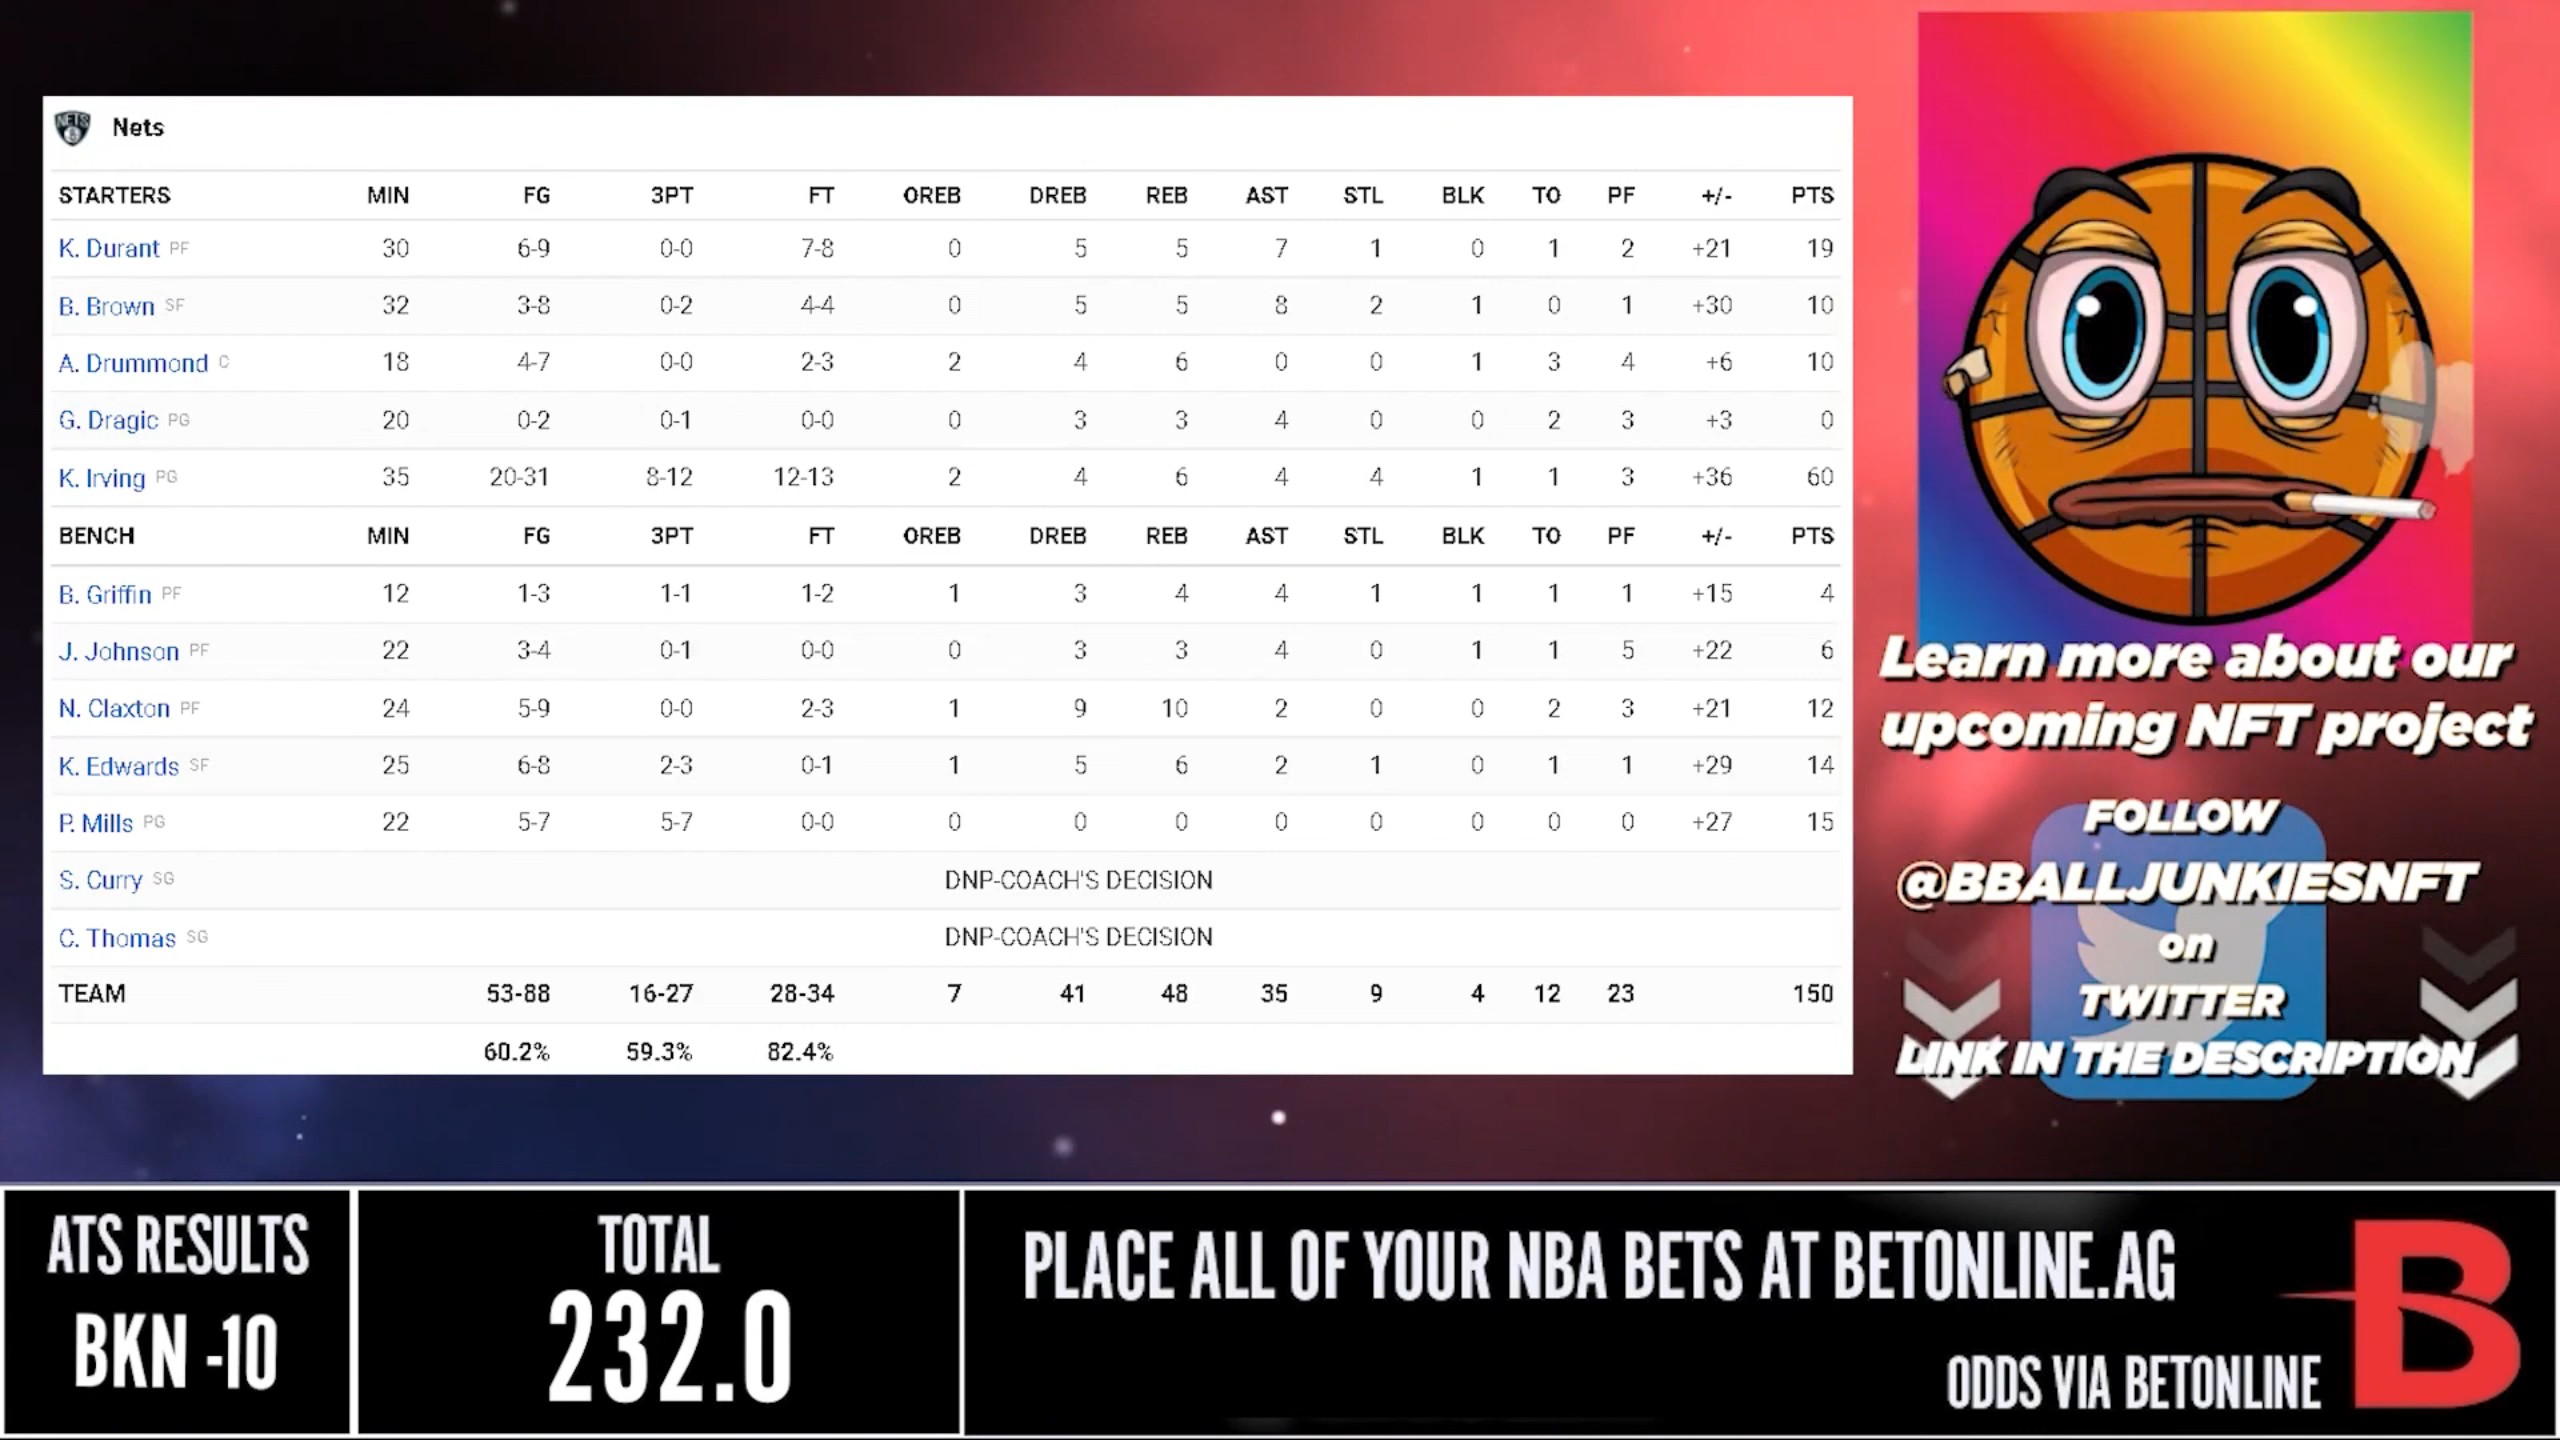 Nets
STARTERS MIN FG 3PT FT OREB DREB REB AST STL BLK TO PF +/- PTS
K. Durant PF 30 6-9 0-0 7-8 0 5 5 7 1 0 1 2 +21 19
B. Brown SF 32 3-8 0-2 4-4 0 5 5 8 2 1 0 1 +30 10
A. Drummond C 18 4-7 0-0 2-3 2 4 6 0 0 1 3 4 +6 10
G. Dragic PG 20 0-2 0-1 0-0 0 3 3 4 0 0 2 3 +3 0
K. Irving PG 35 20-31 8-12 12-13 2 4 6 4 4 1 1 3 +36 60
BENCH MIN FG 3PT FT OREB DREB REB AST STL BLK TO PF +/- PTS
B. Griffin PF 12 1-3 1-1 1-2 1 3 4 4 1 1 1 1 +15 4
J. Johnson PF 22 3-4 0-1 0-0 0 3 3 4 0 1 1 5 +22 6
N. Claxton PF 24 5-9 0-0 2-3 1 9 10 2 0 0 2 3 +21 12
K. Edwards SF 25 6-8 2-3 0-1 1 5 6 2 1 0 1 1 +29 14
P. Mills PG 22 5-7 5-7 0-0 0 0 0 0 0 0 0 0 +27 15
S. Curry SG DNP-COACH'S DECISION
C. Thomas SG DNP-COACH'S DECISION
TEAM 53-88 16-27 28-34 7 41 48 35 9 4 12 23 150
60.2% 59.3% 82.4%
Learn more about our
upcoming NFT project
FOLLOW
@BBALLJUNKIESNFT
on
TWITTER
LINK IN THE DESCRIPTION
ATS RESULTS
BKN -10
TOTAL
232.0
PLACE ALL OF YOUR NBA BETS AT BETONLINE.AG
ODDS VIA BETONLINE
B